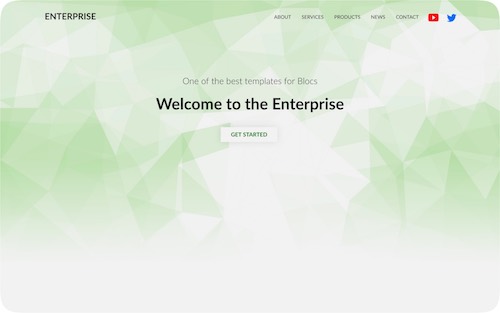 ENTERPRISE
ABOUT SERVICES PRODUCTS NEWS CONTACT
One of the best templates for Blocs
Welcome to the Enterprise
GET STARTED